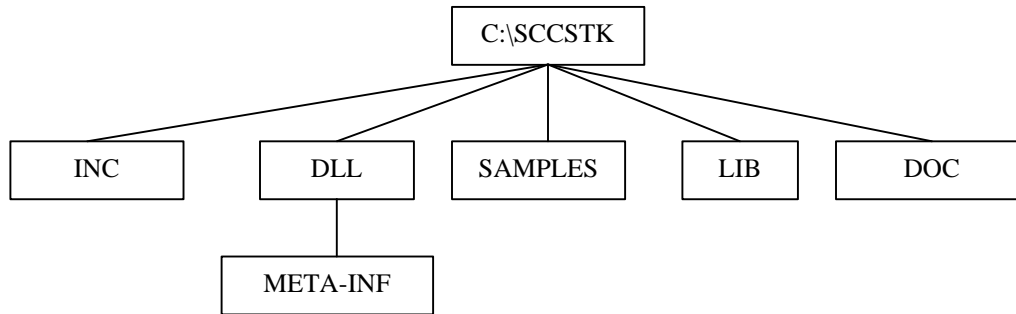 C:\SCCSTK
INC
DLL
SAMPLES
LIB
DOC
META-INF